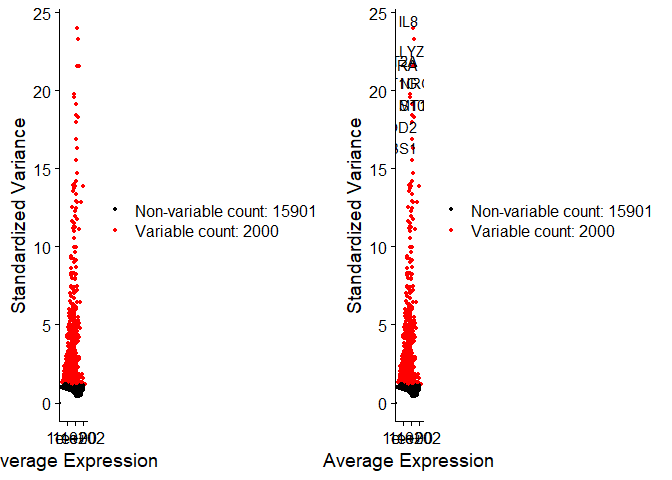 25
20
15
10
5
0
Standardized Variance
verage Expression
Non-variable count: 15901
Variable count: 2000
25
20
15
10
5
0
Standardized Variance
Average Expression
IL8
LYZ
Non-variable count: 15901
Variable count: 2000